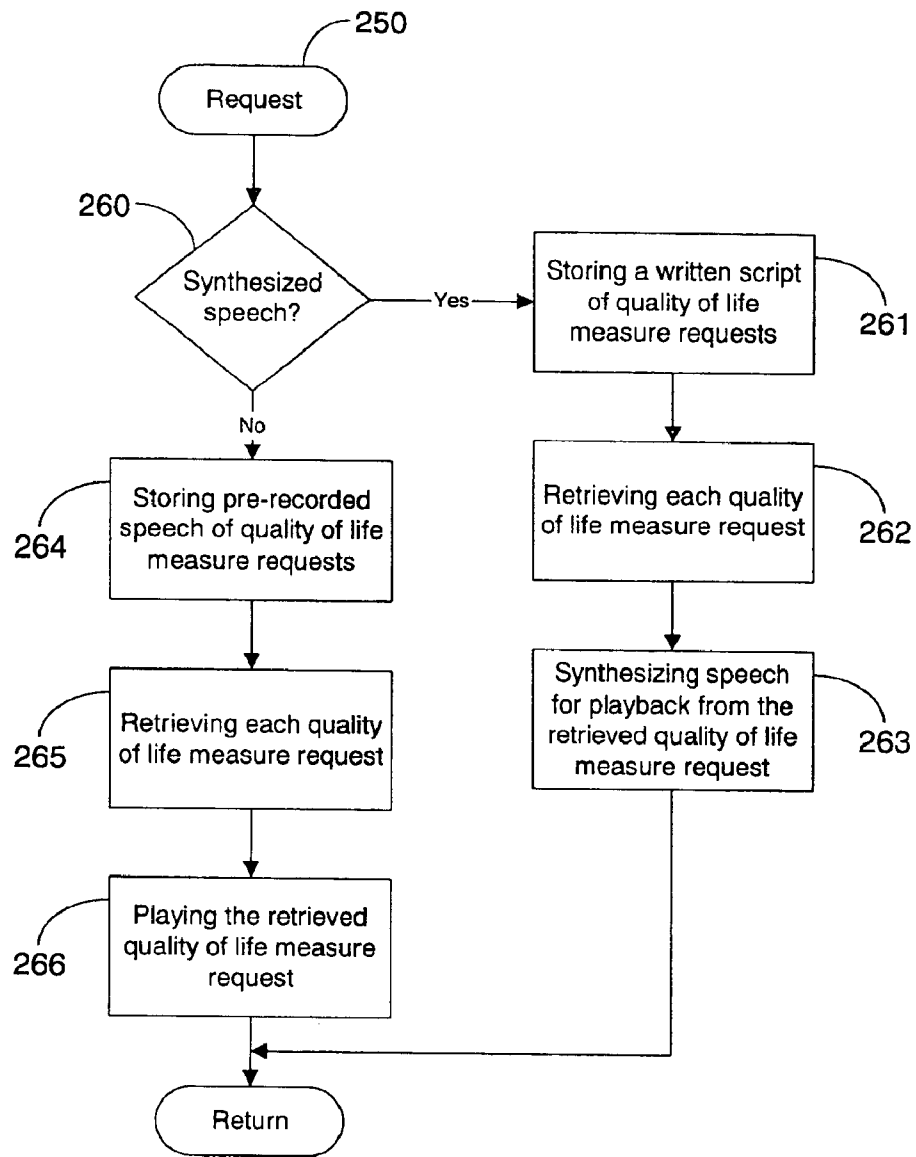 250
Request
260
Synthesized
speech?
Yes
No
Storing a written script
of quality of life
measure requests
261
Retrieving each quality
of life measure request
262
Synthesizing speech
for playback from the
retrieved quality of life
measure request
263
Storing pre-recorded
speech of quality of life
measure requests
264
Retrieving each quality
of life measure request
265
Playing the retrieved
quality of life measure
request
266
Return